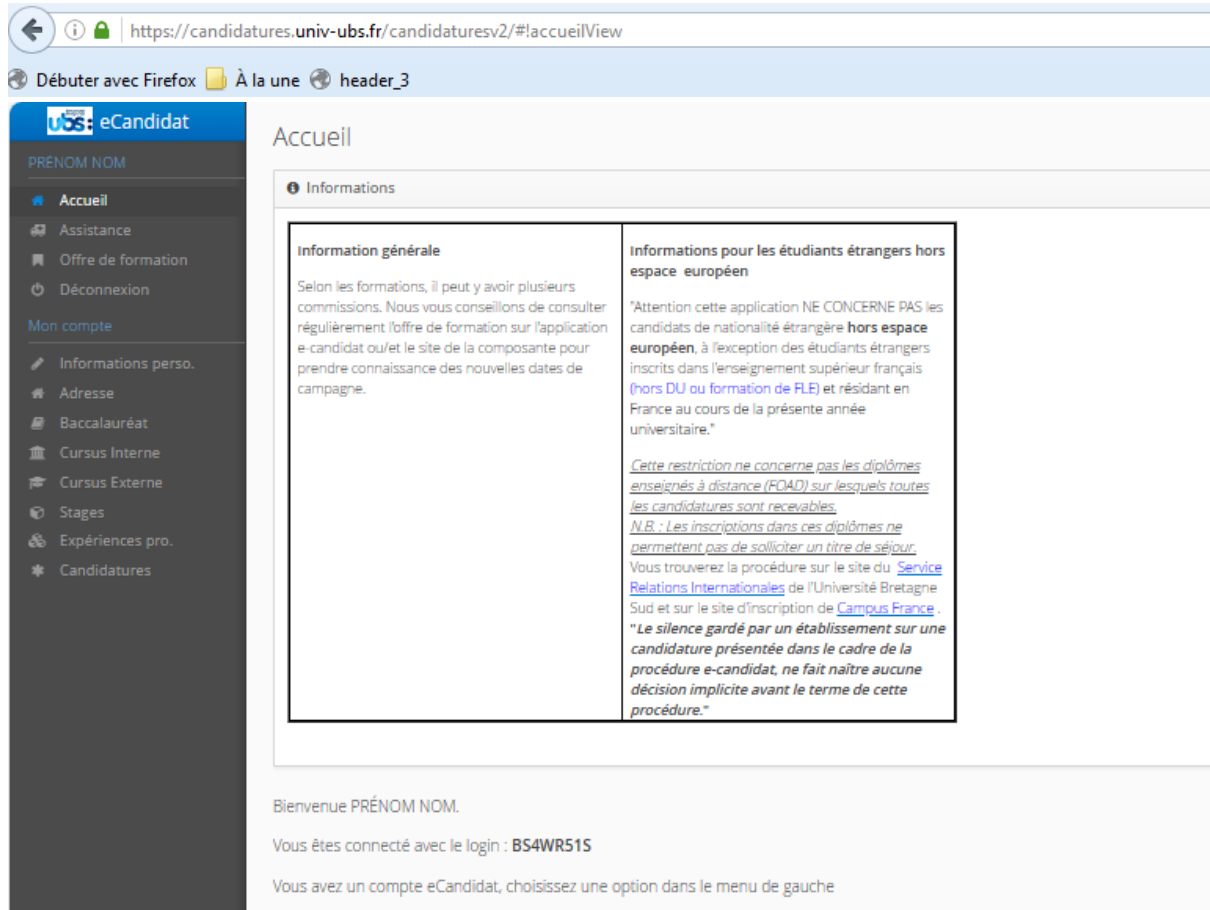 https://candidatures.univ-ubs.fr/candidaturesv2/#!accueilView
Débuter avec Firefox À la une header_3
ubs: eCandidat
PRÉNOM NOM
Accueil
Assistance
Offre de formation
Déconnexion
Mon compte
Informations perso.
Adresse
Baccalauréat
Cursus Interne
Cursus Externe
Stages
Expériences pro.
Candidatures
Accueil
Informations
Information générale
Selon les formations, il peut y avoir plusieurs
commissions. Nous vous conseillons de consulter
régulièrement l'offre de formation sur l'application
e-candidat ou/et le site de la composante pour
prendre connaissance des nouvelles dates de
campagne.
Informations pour les étudiants étrangers hors
espace européen
"Attention cette application NE CONCERNE PAS les
candidats de nationalité étrangère hors espace
européen, à l'exception des étudiants étrangers
inscrits dans l'enseignement supérieur français
(hors DU ou formation de FLE) et résidant en
France au cours de la présente année
universitaire."
Cette restriction ne concerne pas les diplômes
enseignés à distance (FOAD) sur lesquels toutes
les candidatures sont recevables.
N.B. : Les inscriptions dans ces diplômes ne
permettent pas de solliciter un titre de séjour.
Vous trouverez la procédure sur le site du Service
Relations Internationales de l'Université Bretagne
Sud et sur le site d'inscription de Campus France .
"Le silence gardé par un établissement sur une
candidature présentée dans le cadre de la
procédure e-candidat, ne fait naître aucune
décision implicite avant le terme de cette
procédure."
Bienvenue PRÉNOM NOM.
Vous êtes connecté avec le login : BS4WR51S
Vous avez un compte eCandidat, choisissez une option dans le menu de gauche